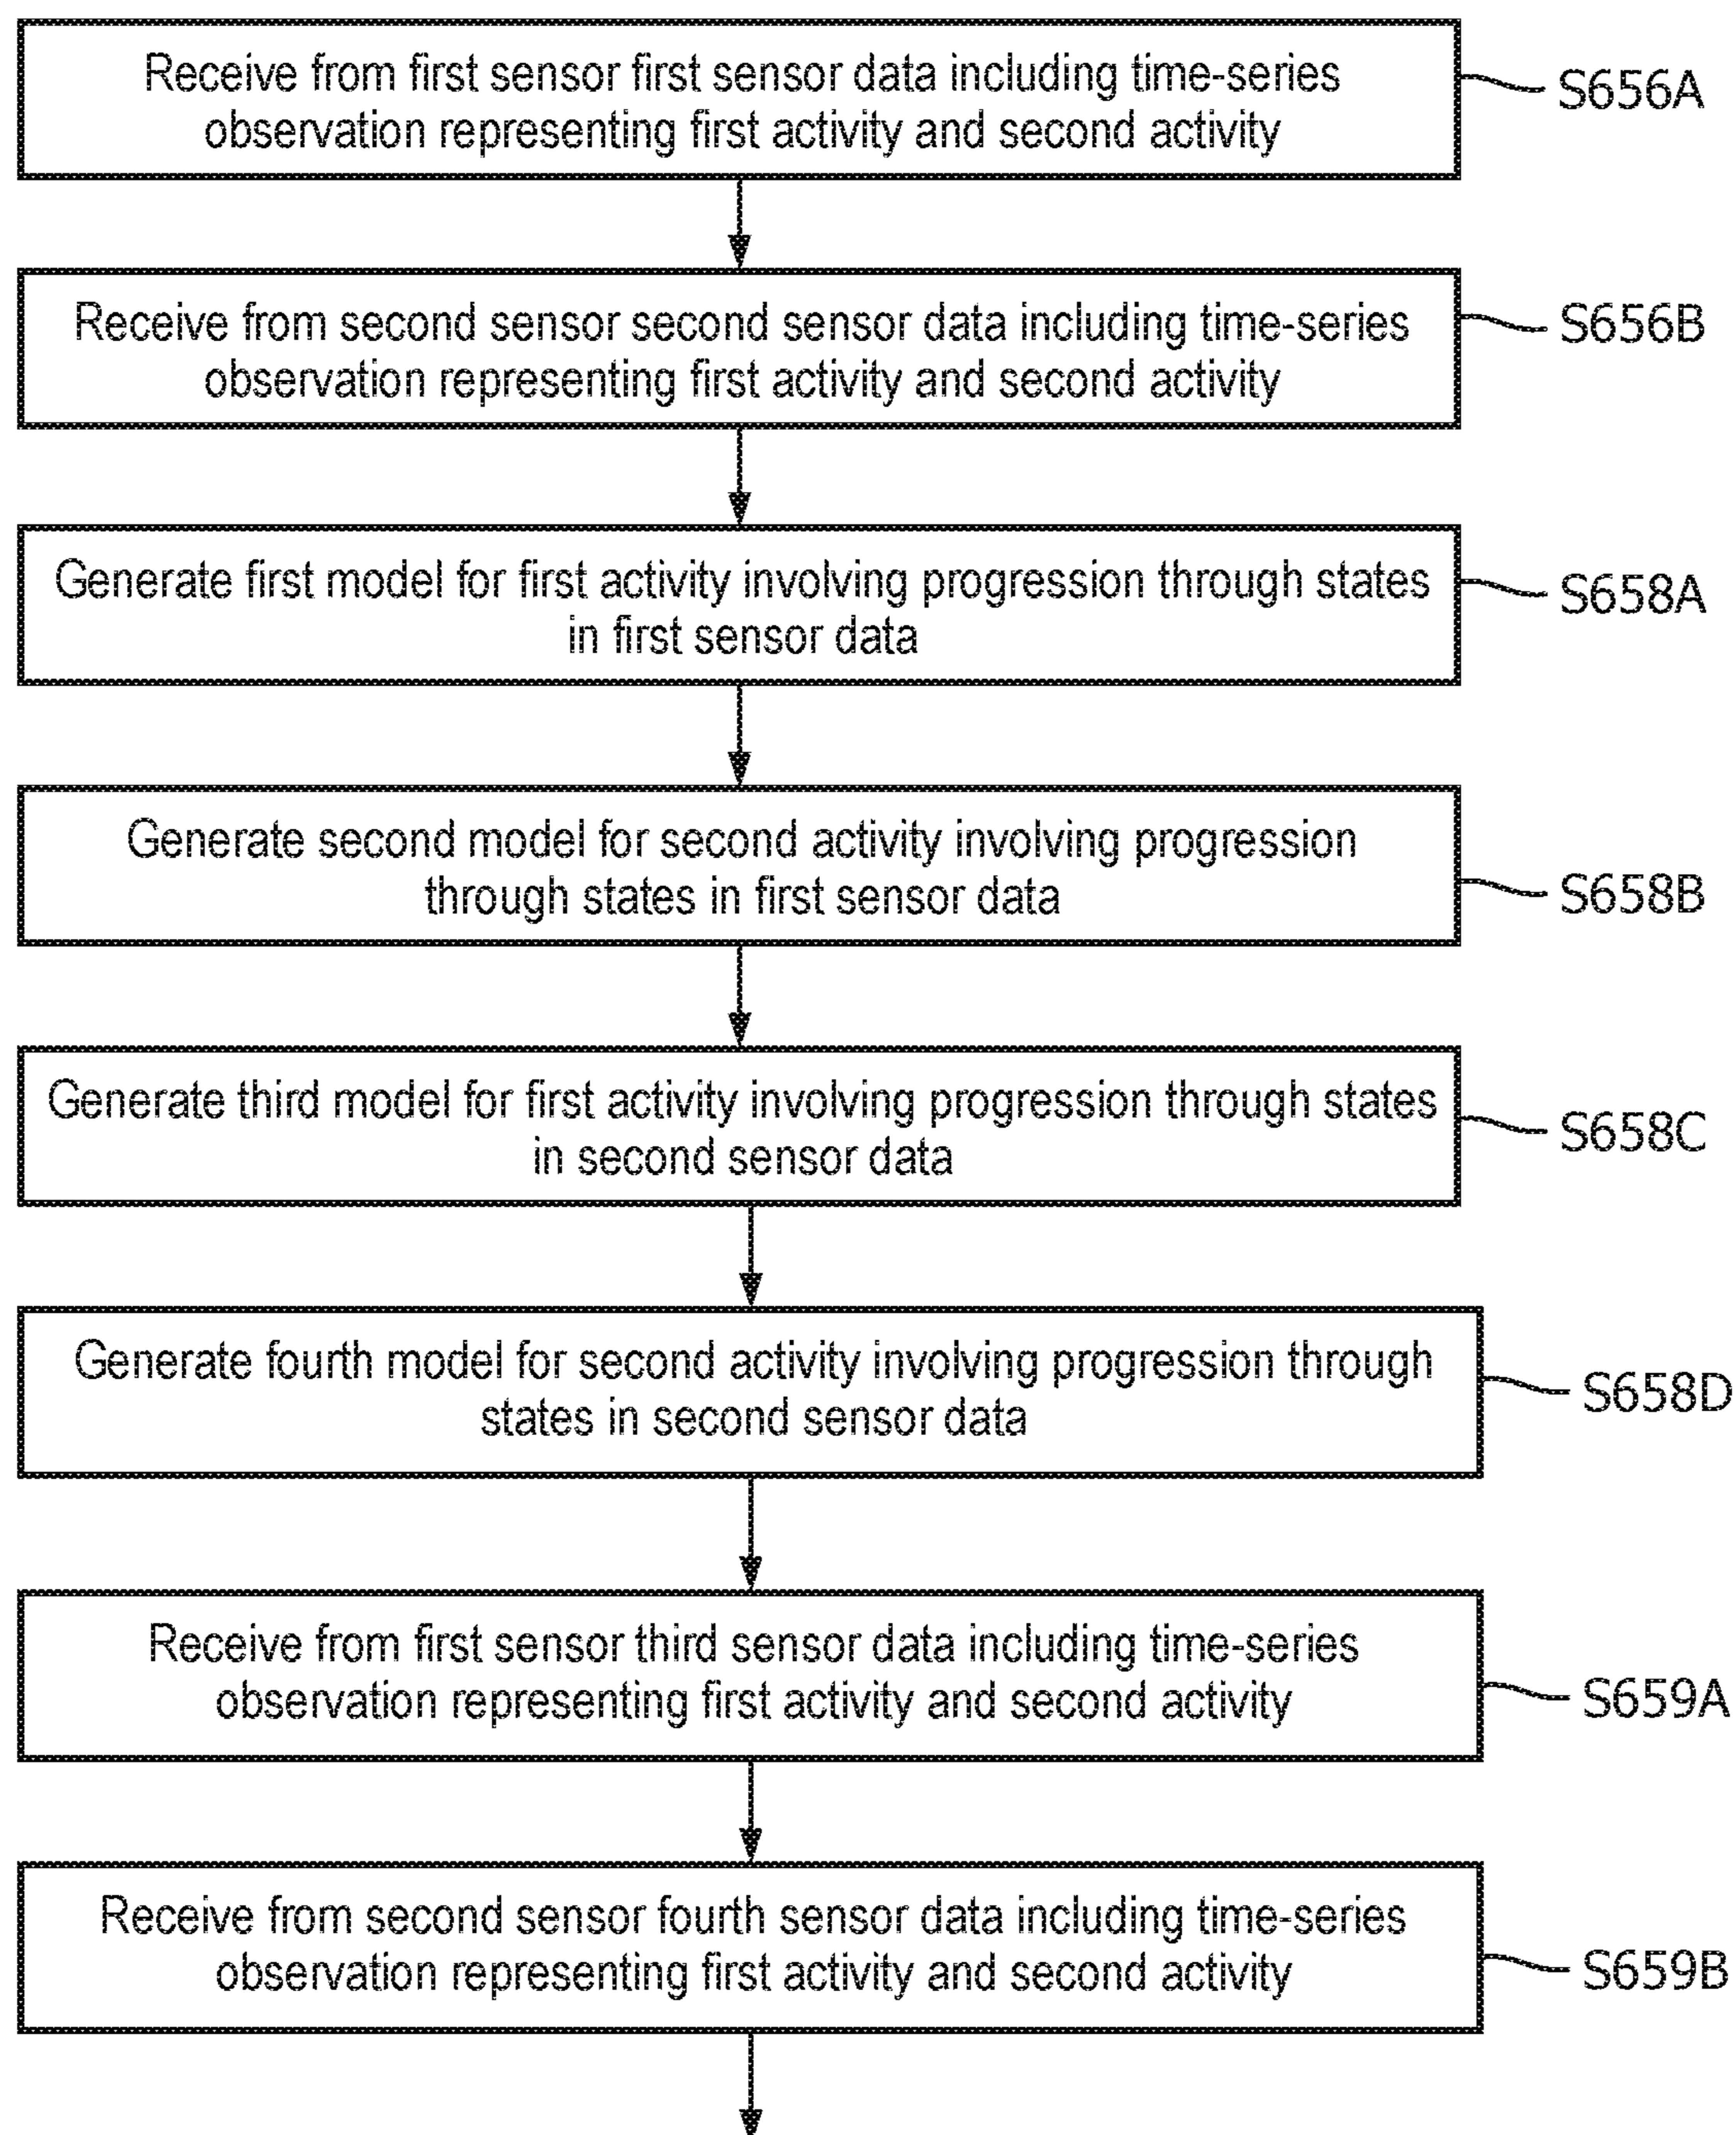 Receive from first sensor first sensor data including time-series
observation representing first activity and second activity
S656A
Receive from second sensor second sensor data including time-series
observation representing first activity and second activity
S656B
Generate first model for first activity involving progression through states
in first sensor data
S658A
Generate second model for second activity involving progression
through states in first sensor data
S658B
Generate third model for first activity involving progression through states
in second sensor data
S658C
Generate fourth model for second activity involving progression through
states in second sensor data
S658D
Receive from first sensor third sensor data including time-series
observation representing first activity and second activity
S659A
Receive from second sensor fourth sensor data including time-series
observation representing first activity and second activity
S659B